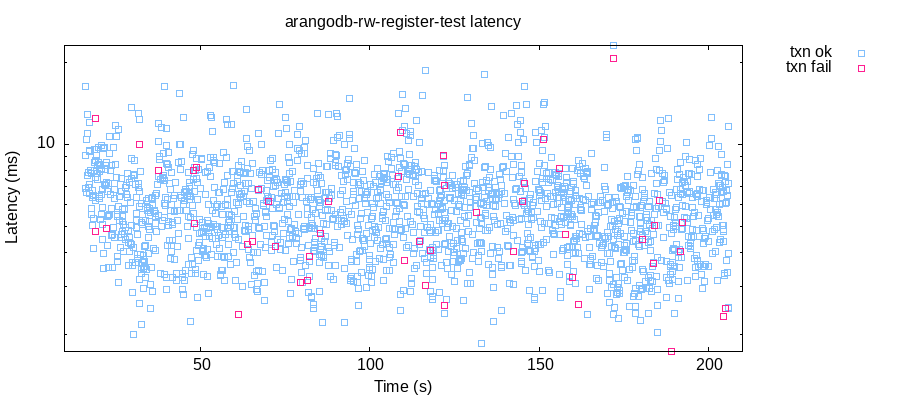 arangodb-rw-register-test latency
txn ok
txn fail
10
Latency (ms)
50 100 150 200
Time (s)